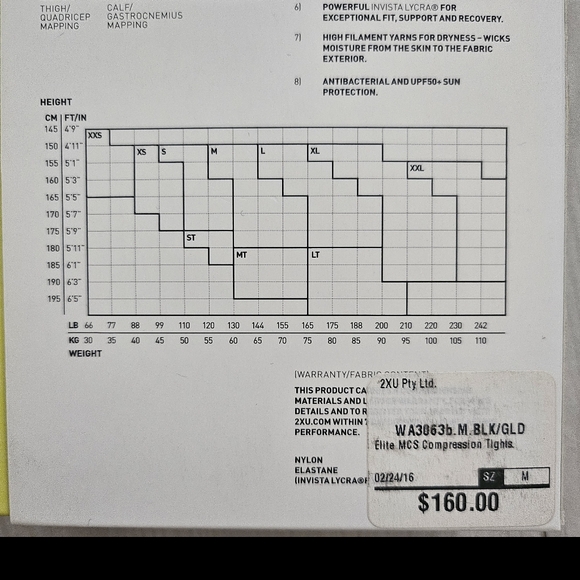 THIGH/
QUADRICEP
MAPPING
CALF/
GASTROCNEMIUS
MAPPING
6) POWERFUL INVISTA LYCRA® FOR
EXCEPTIONAL FIT, SUPPORT AND RECOVERY.
7) HIGH FILAMENT YARNS FOR DRYNESS – WICKS
MOISTURE FROM THE SKIN TO THE FABRIC
EXTERIOR.
8) ANTIBACTERIAL AND UPF50+ SUN
PROTECTION.
HEIGHT
CM FT/IN
145 4'9"
XXS
150 4'11"
XS S M L XL
155 5'1"
XXL
160 5'3"
165 5'5"
170 5'7"
175 5'9"
ST
180 5'11"
MT LT
185 6'1"
190 6'3"
195 6'5"
LB 66 77 88 99 110 120 130 144 155 165 175 188 200 210 220 230 242
KG 30 35 40 45 50 55 60 65 70 75 80 85 90 95 100 105 110
WEIGHT
(WARRANTY/FABRIC CONTENT)
THIS PRODUCT CA
MATERIALS AND L
DETAILS AND TO R
2XU.COM WITHIN
PERFORMANCE.
NYLON
ELASTANE
(INVISTA LYCRA®
2XU Pty Ltd.
WA3063b.M.BLK/GLD
Elite MCS Compression Tights.
02/24/16 SZ M
$160.00